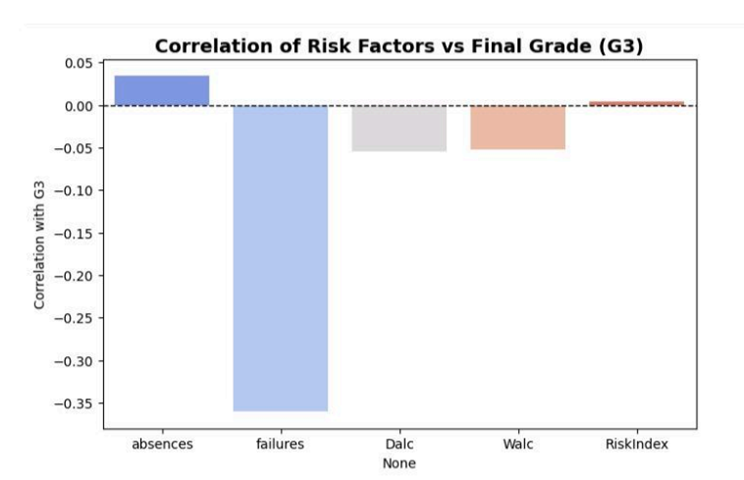 Correlation of Risk Factors vs Final Grade (G3)
0.05
0.00
−0.05
−0.10
−0.15
−0.20
−0.25
−0.30
−0.35
Correlation with G3
absences failures Dalc Walc RiskIndex
None